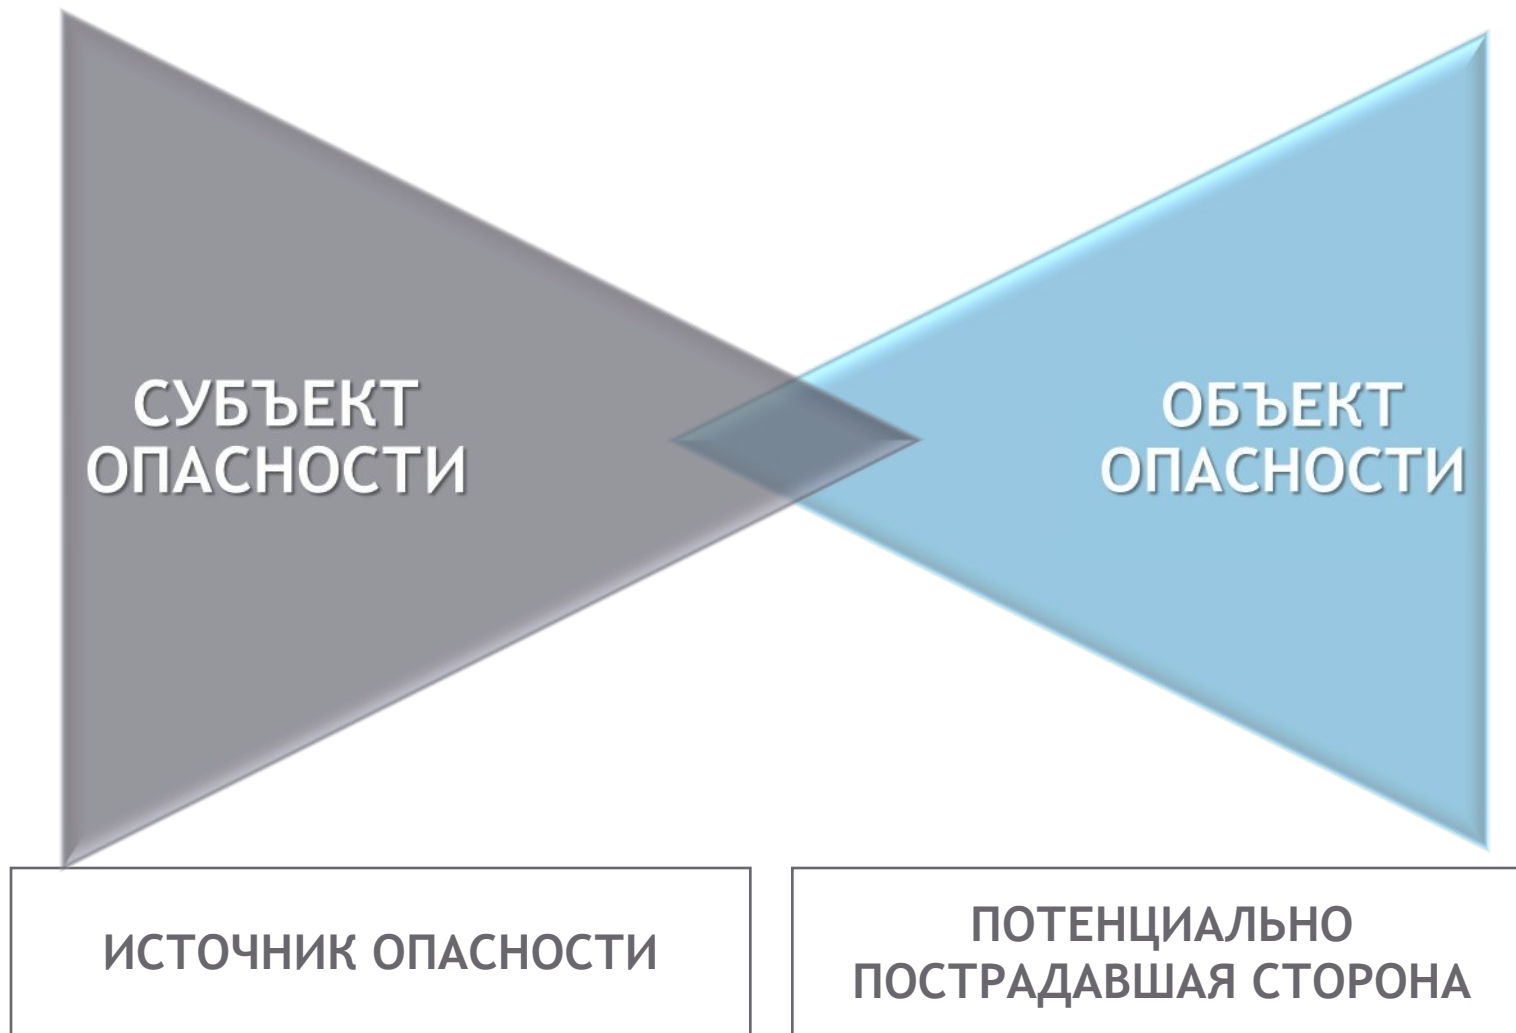 СУБЪЕКТ
ОПАСНОСТИ
ОБЪЕКТ
ОПАСНОСТИ
ИСТОЧНИК ОПАСНОСТИ
ПОТЕНЦИАЛЬНО
ПОСТРАДАВШАЯ СТОРОНА